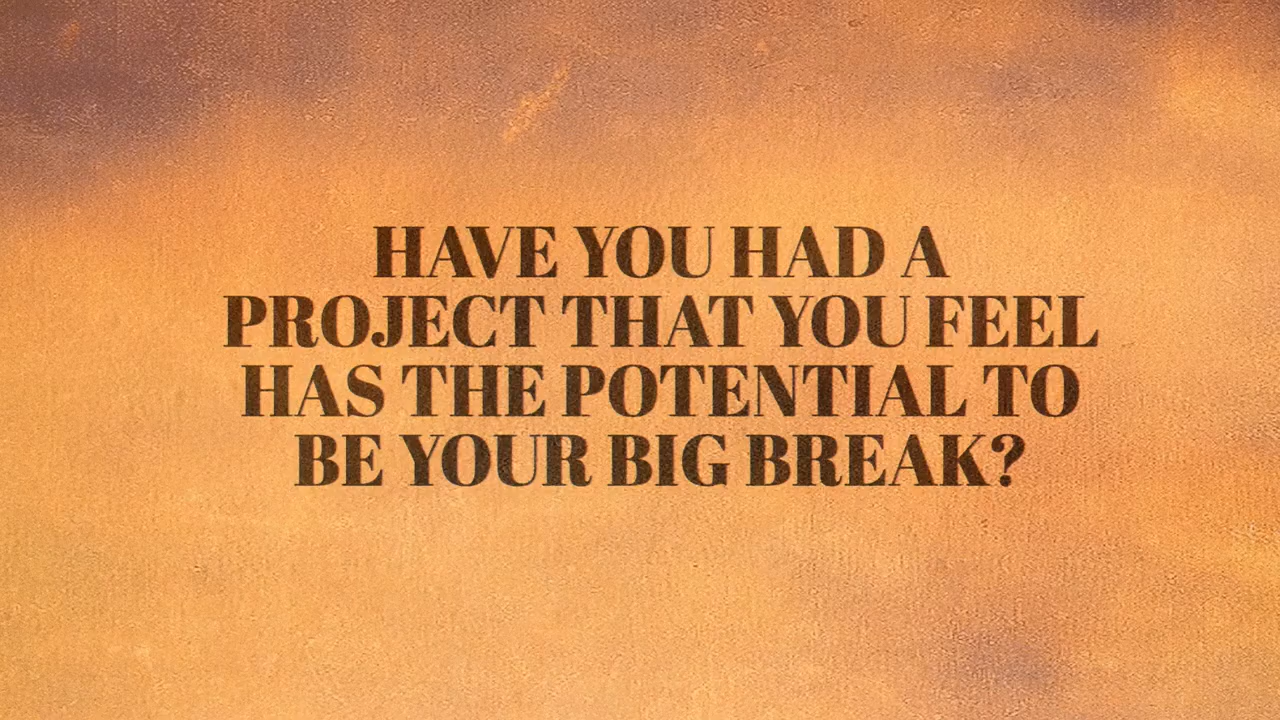 HAVE YOU HAD A
PROJECT THAT YOU FEEL
HAS THE POTENTIAL TO
BE YOUR BIG BREAK?